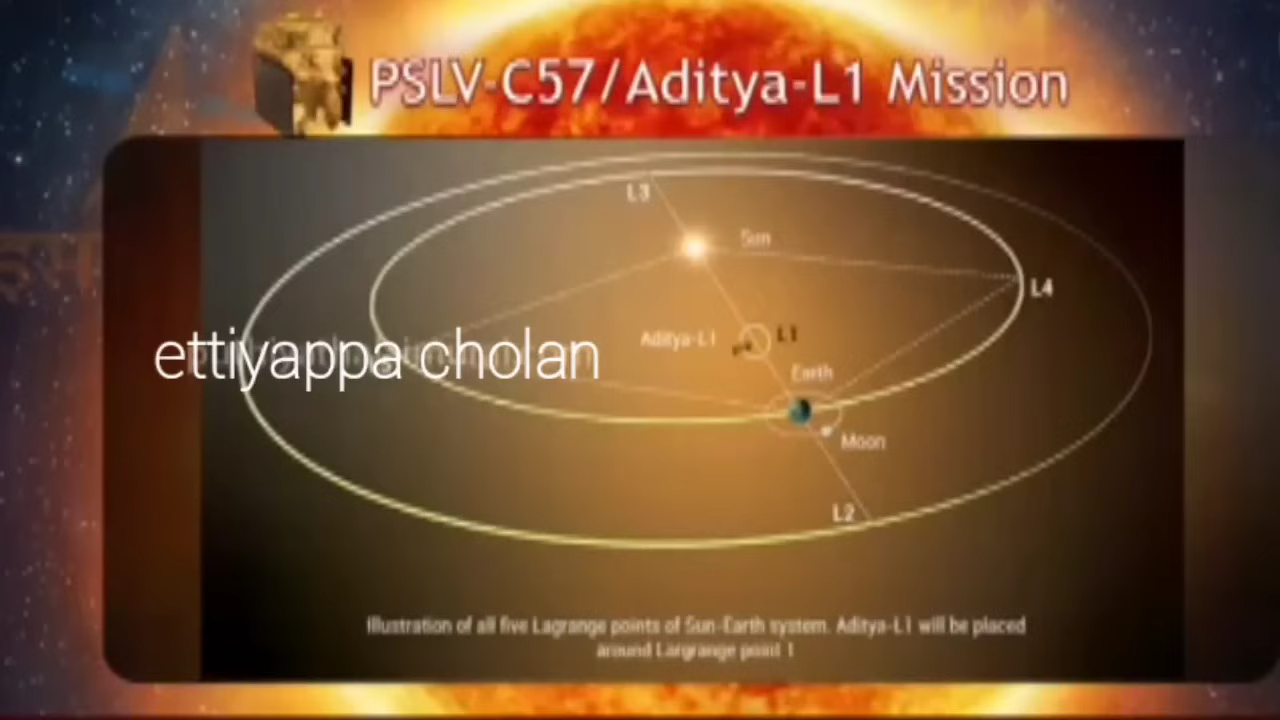 PSLV-C57/Aditya-L1 Mission
L3
Sun
L4
ettiyappa cholan
Aditya-L1
L1
Earth
Moon
L2
Illustration of all five Lagrange points of Sun-Earth system. Aditya-L1 will be placed
around Largrange point 1